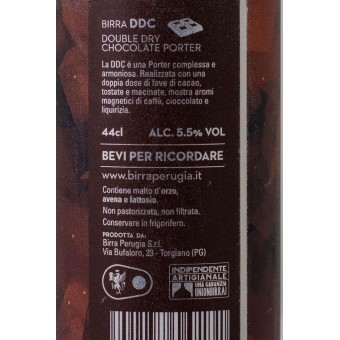 BIRRA DDC
DOUBLE DRY
CHOCOLATE PORTER
La DDC è una Porter complessa e
armoniosa. Realizzata con una
doppia dose di fave di cacao,
tostate e macinate, mostra aromi
magnetici di caffè, cioccolato e
liquirizia.
44cl ALC. 5.5% VOL
BEVI PER RICORDARE
www.birraperugia.it
Contiene malto d'orzo,
avena e lattosio.
Non pastorizzata, non filtrata.
Conservare in frigorifero.
PRODOTTA DA:
Birra Perugia S.r.l.
Via Bufaloro, 23 - Torgiano (PG)
INDIPENDENTE
ARTIGIANALE
UNA GARANZIA
UNIONBIRRAI